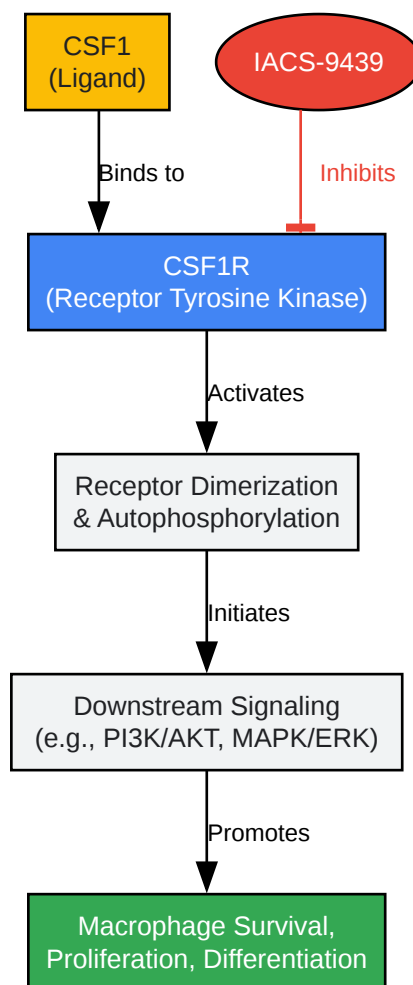 CSF1
(Ligand)
IACS-9439
Binds to
Inhibits
CSF1R
(Receptor Tyrosine Kinase)
Activates
Receptor Dimerization
& Autophosphorylation
Initiates
Downstream Signaling
(e.g., PI3K/AKT, MAPK/ERK)
Promotes
Macrophage Survival,
Proliferation, Differentiation